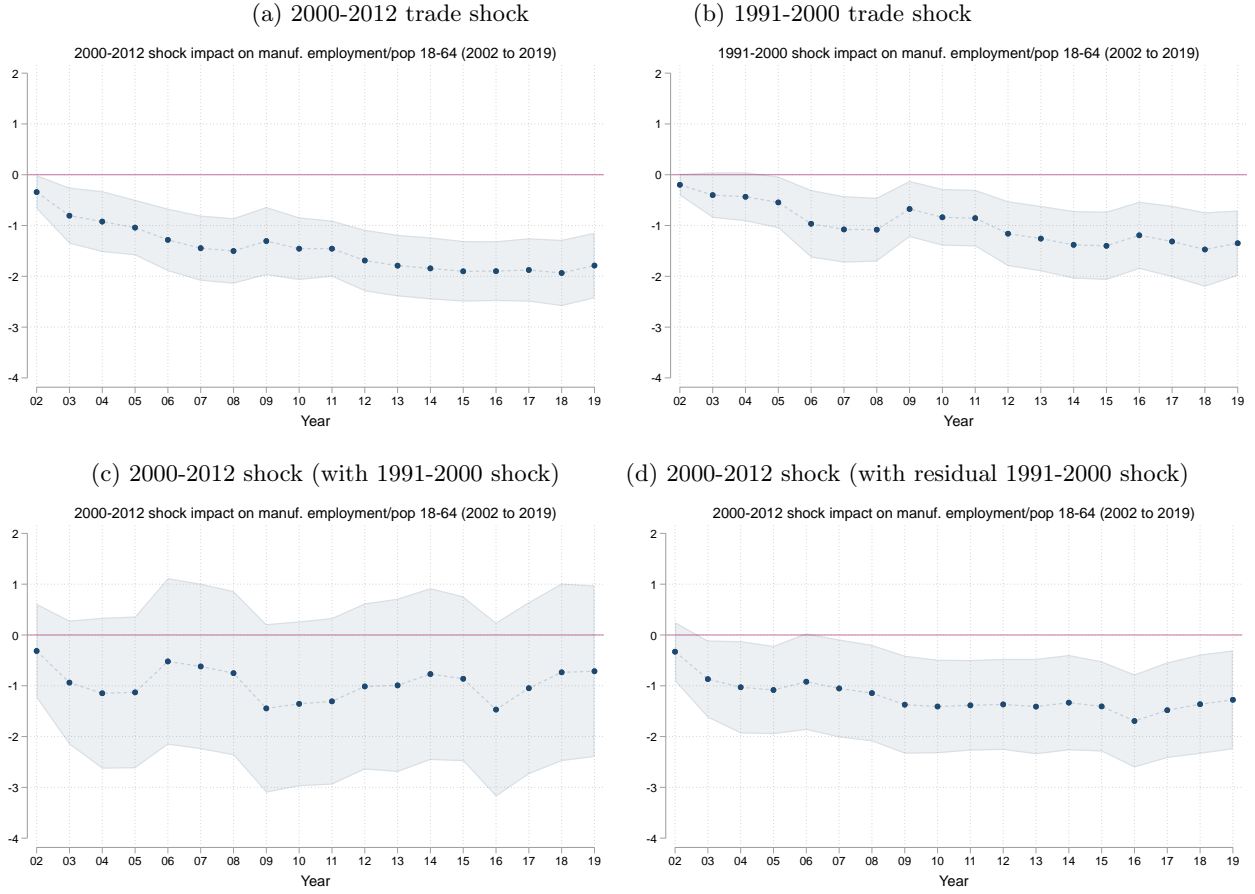 (a) 2000-2012 trade shock
2000-2012 shock impact on manuf. employment/pop 18-64 (2002 to 2019)
2
1
0
-1
-2
-3
-4
02 03 04 05 06 07 08 09 10 11 12 13 14 15 16 17 18 19
Year
(b) 1991-2000 trade shock
1991-2000 shock impact on manuf. employment/pop 18-64 (2002 to 2019)
2
1
0
-1
-2
-3
-4
02 03 04 05 06 07 08 09 10 11 12 13 14 15 16 17 18 19
Year
(c) 2000-2012 shock (with 1991-2000 shock)
2000-2012 shock impact on manuf. employment/pop 18-64 (2002 to 2019)
2
1
0
-1
-2
-3
-4
02 03 04 05 06 07 08 09 10 11 12 13 14 15 16 17 18 19
Year
(d) 2000-2012 shock (with residual 1991-2000 shock)
2000-2012 shock impact on manuf. employment/pop 18-64 (2002 to 2019)
2
1
0
-1
-2
-3
-4
02 03 04 05 06 07 08 09 10 11 12 13 14 15 16 17 18 19
Year